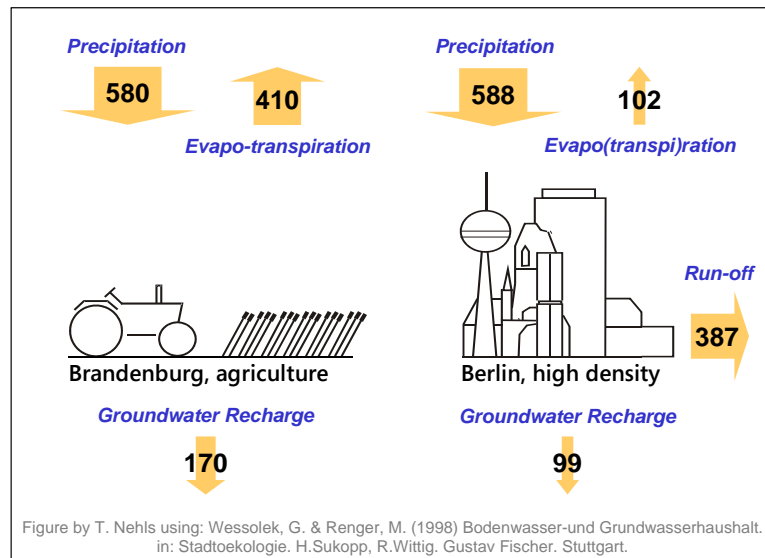 Precipitation
580
410
Evapo-transpiration
Brandenburg, agriculture
Groundwater Recharge
170
Precipitation
588
102
Evapo(transpi)ration
Run-off
387
Berlin, high density
Groundwater Recharge
99
Figure by T. Nehls using: Wessolek, G. & Renger, M. (1998) Bodenwasser-und Grundwasserhaushalt.
in: Stadtoekologie. H.Sukopp, R.Wittig. Gustav Fischer. Stuttgart.